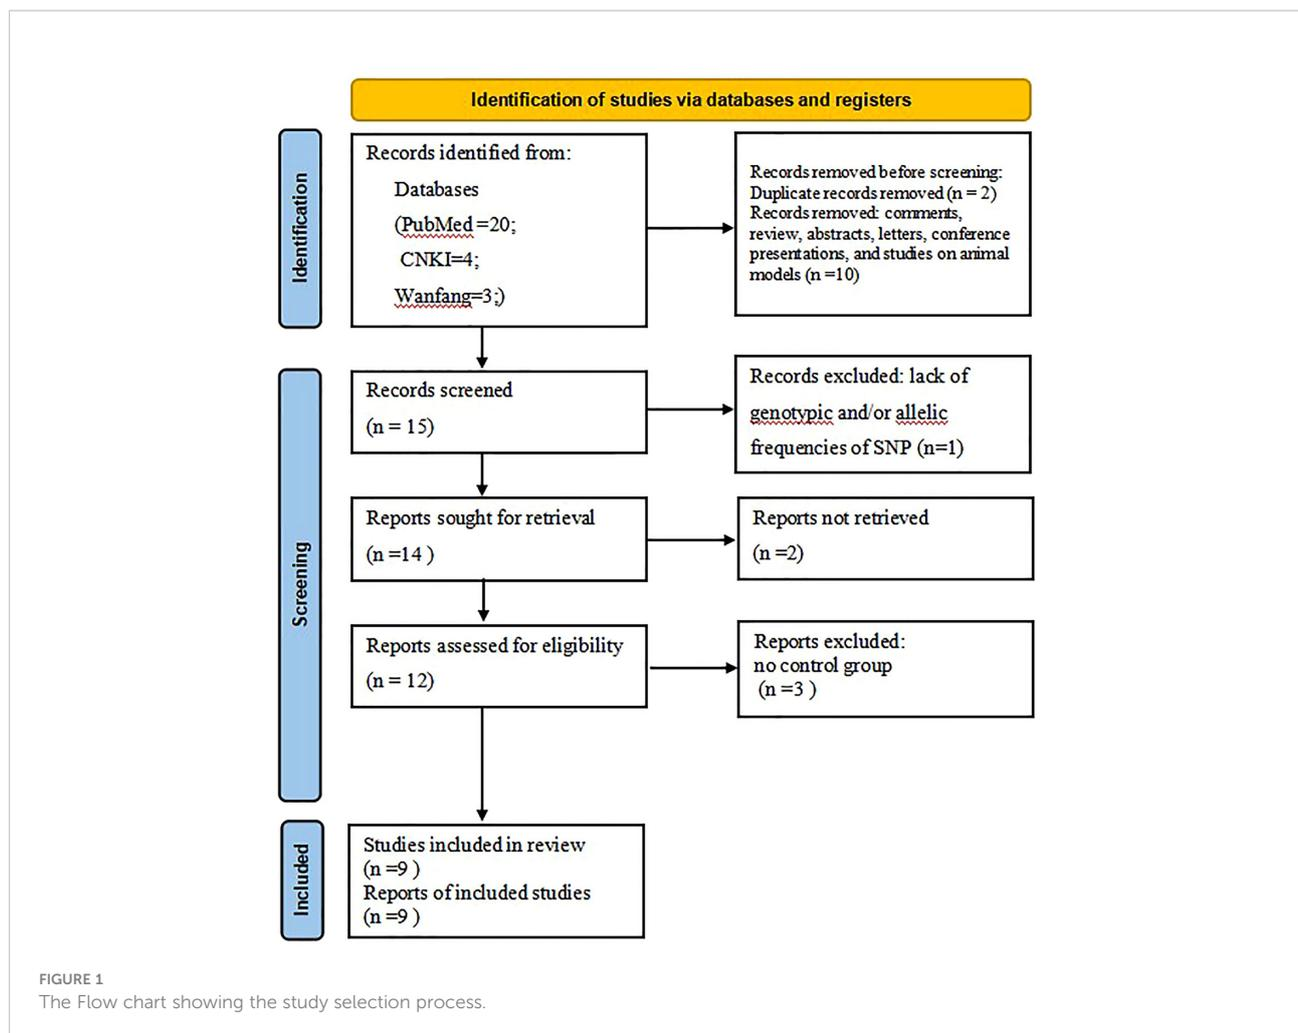 Identification of studies via databases and registers
Identification
Records identified from:
Databases
(PubMed =20;
CNKI=4;
Wanfang=3;)
Records removed before screening:
Duplicate records removed (n = 2)
Records removed: comments,
review, abstracts, letters, conference
presentations, and studies on animal
models (n =10)
Screening
Records screened
(n = 15)
Records excluded: lack of
genotypic and/or allelic
frequencies of SNP (n=1)
Reports sought for retrieval
(n =14 )
Reports not retrieved
(n =2)
Reports assessed for eligibility
(n = 12)
Reports excluded:
no control group
(n =3 )
Included
Studies included in review
(n =9 )
Reports of included studies
(n =9 )
FIGURE 1
The Flow chart showing the study selection process.